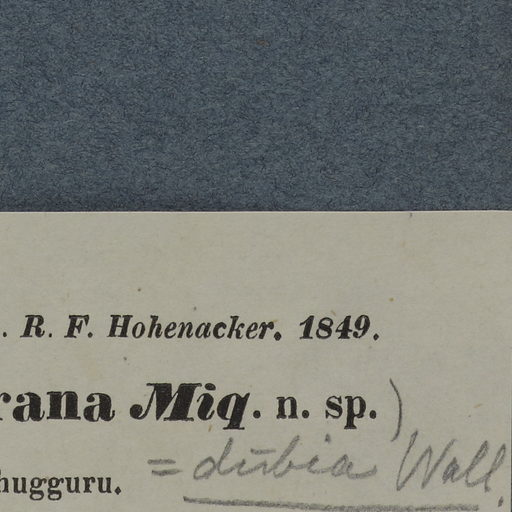 . R. F. Hohenacker. 1849.
rana Miq. n. sp.)
= dubia Wall.
hugguru.